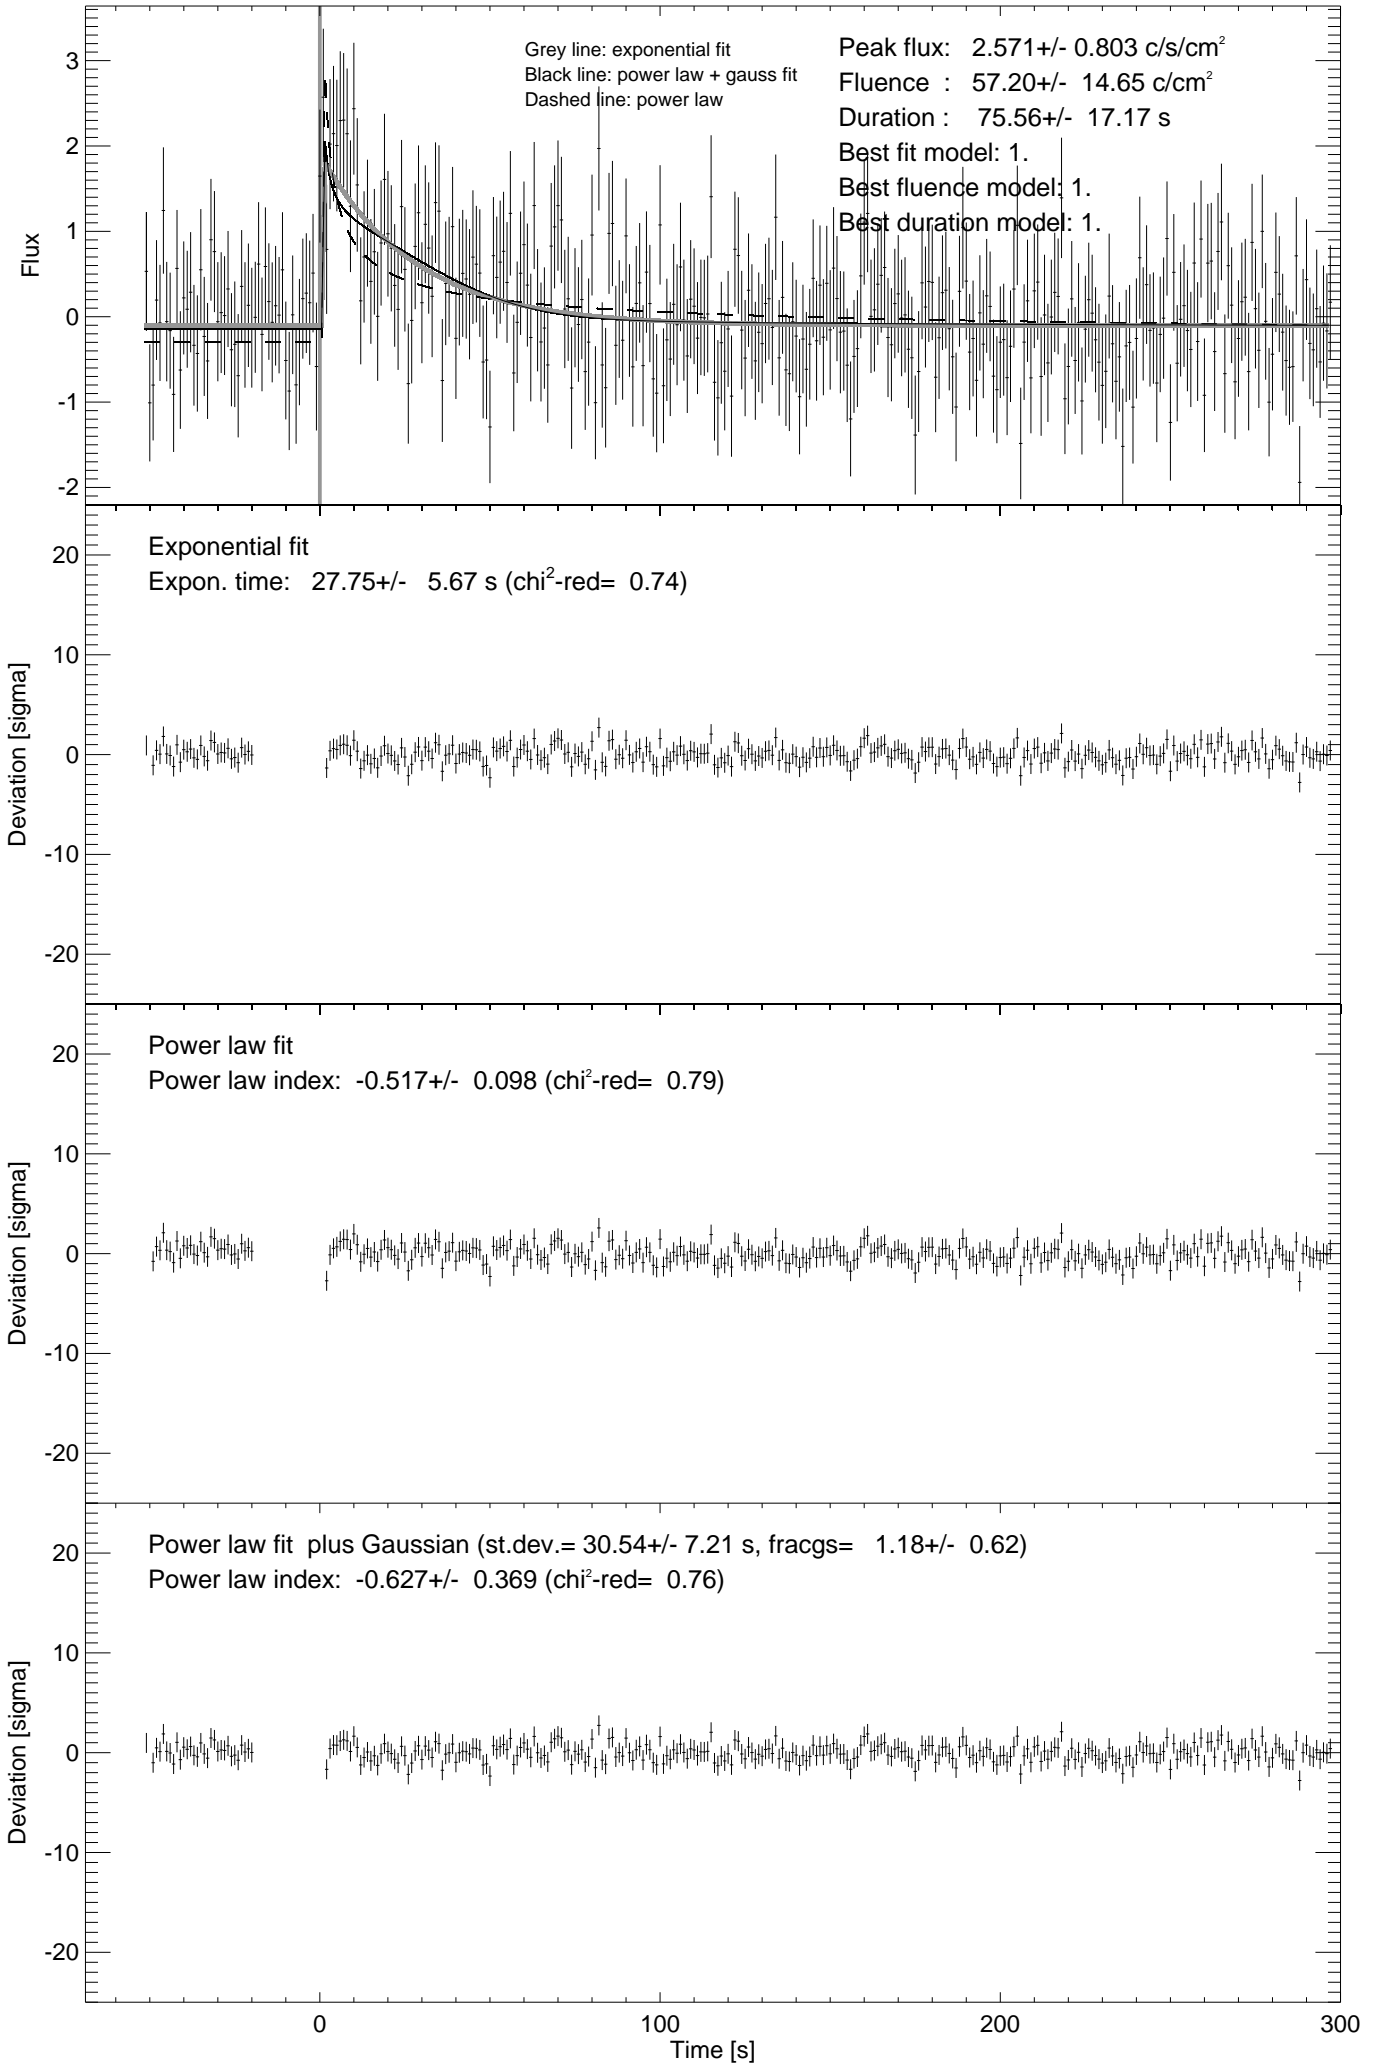 Grey line: exponential fit
Black line: power law + gauss fit
Dashed line: power law
Peak flux: 2.571+/- 0.803 c/s/cm²
Fluence : 57.20+/- 14.65 c/cm²
Duration : 75.56+/- 17.17 s
Best fit model: 1.
Best fluence model: 1.
Best duration model: 1.
Flux
3
2
1
0
-1
-2
Exponential fit
Expon. time: 27.75+/- 5.67 s (chi²-red= 0.74)
Deviation [sigma]
20
10
0
-10
-20
Power law fit
Power law index: -0.517+/- 0.098 (chi²-red= 0.79)
Deviation [sigma]
20
10
0
-10
-20
Power law fit plus Gaussian (st.dev.= 30.54+/- 7.21 s, fracgs= 1.18+/- 0.62)
Power law index: -0.627+/- 0.369 (chi²-red= 0.76)
Deviation [sigma]
20
10
0
-10
-20
0 100 200 300
Time [s]